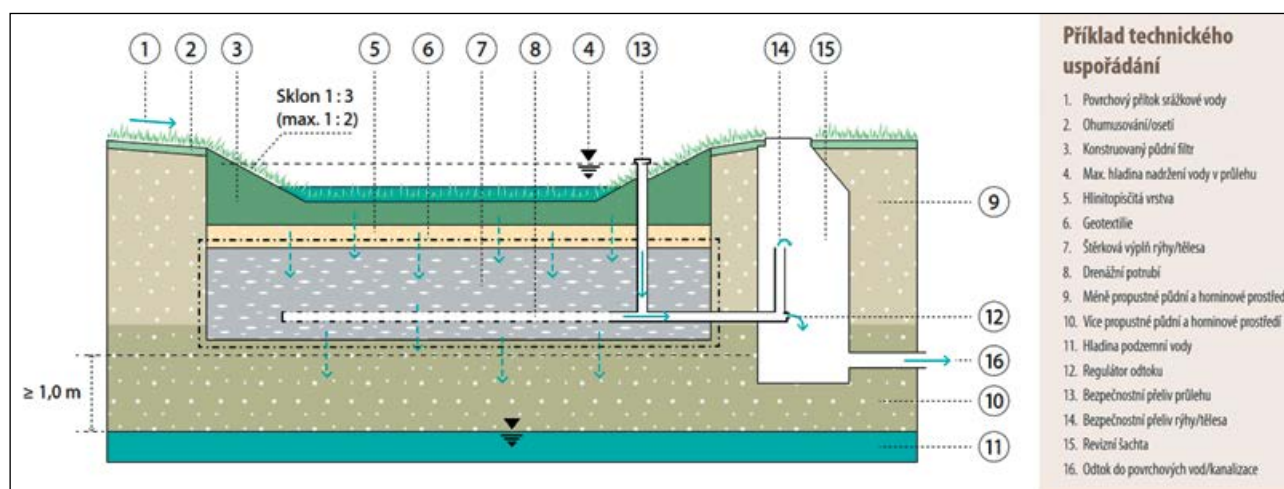 1 2 3 5 6 7 8 4 13 14 15
Sklon 1 : 3
(max. 1 : 2)
9
12
16
≥ 1,0 m
10
11
Příklad technického
uspořádání
1. Povrchový přítok srážkové vody
2. Ohumusování/osetí
3. Konstruovaný půdní filtr
4. Max. hladina nadržení vody v průlehu
5. Hlinitopísčitá vrstva
6. Geotextilie
7. Štěrková výplň rýhy/tělesa
8. Drenážní potrubí
9. Méně propustné půdní a horninové prostřed
10. Více propustné půdní a horninové prostředí
11. Hladina podzemní vody
12. Regulátor odtoku
13. Bezpečnostní přeliv průlehu
14. Bezpečnostní přeliv rýhy/tělesa
15. Revizní šachta
16. Odtok do povrchových vod/kanalizace